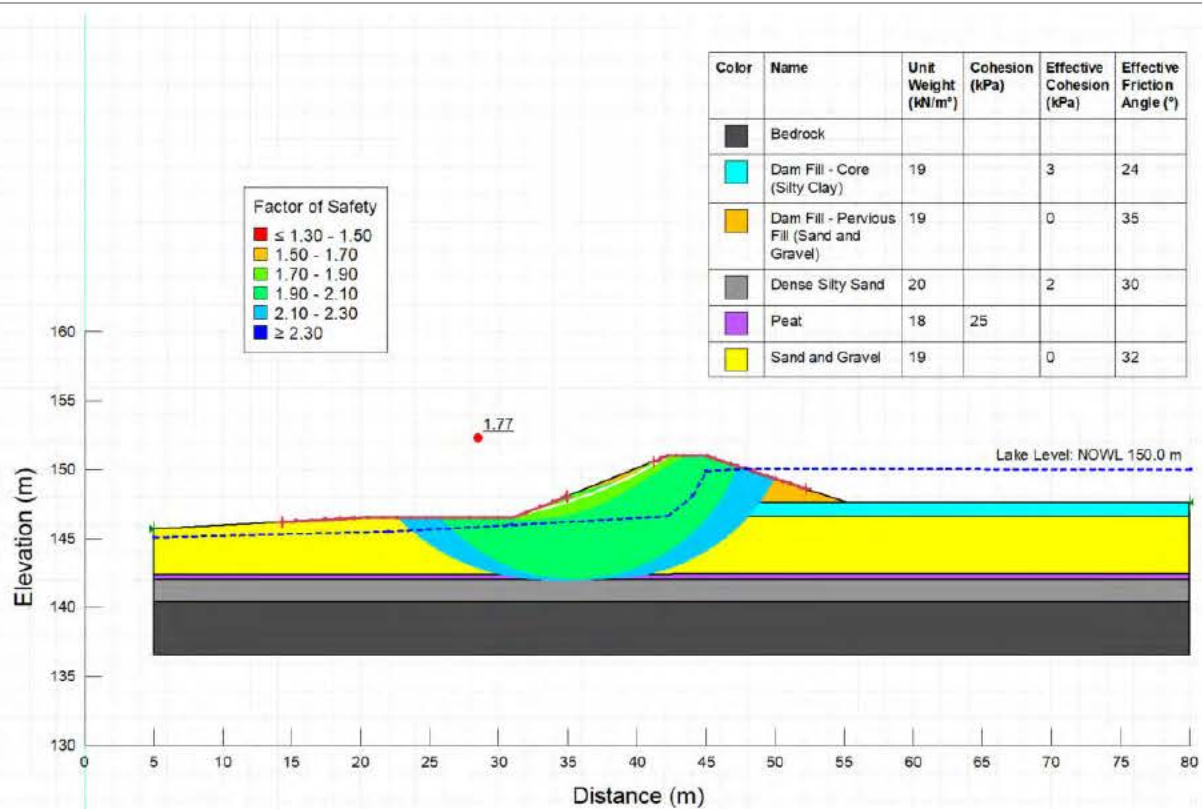 Color Name Unit Weight (kN/m³) Cohesion (kPa) Effective Cohesion (kPa) Effective Friction Angle (°)
Bedrock
Dam Fill - Core (Silty Clay) 19 3 24
Dam Fill - Pervious Fill (Sand and Gravel) 19 0 35
Dense Silty Sand 20 2 30
Peat 18 25
Sand and Gravel 19 0 32
Factor of Safety
≤ 1.30 - 1.50
1.50 - 1.70
1.70 - 1.90
1.90 - 2.10
2.10 - 2.30
≥ 2.30
1.77
Lake Level: NOWL 150.0 m
Elevation (m)
160
155
150
145
140
135
130
0 5 10 15 20 25 30 35 40 45 50 55 60 65 70 75 80
Distance (m)